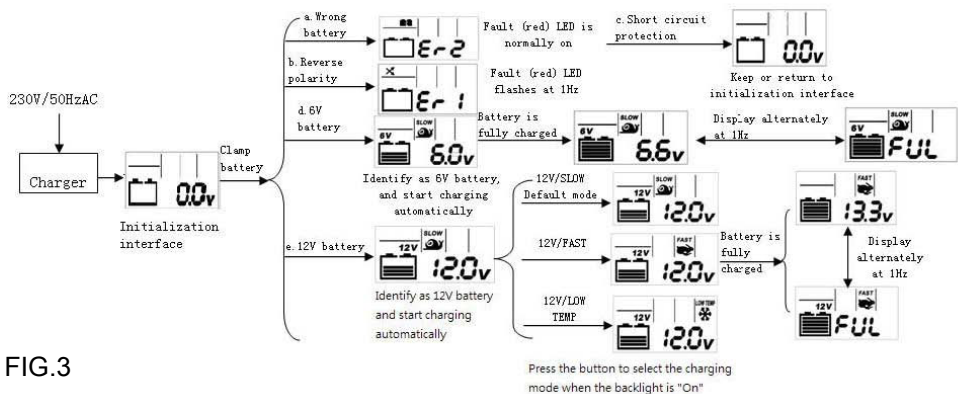 230V/50HzAC
Charger
0.0v
Initialization
interface
Clamp
battery
a.Wrong
battery
Er2
Fault (red) LED is
normally on
c.Short circuit
protection
0.0v
Keep or return to
initialization interface
b.Reverse
polarity
Er1
Fault (red) LED
flashes at 1Hz
d.6V
battery
6V
SLOW
6.0v
Identify as 6V battery,
and start charging
automatically
Battery is
fully charged
6V
SLOW
6.6v
Display alternately
at 1Hz
6V
SLOW
FUL
e.12V battery
12V
SLOW
12.0v
Identify as 12V battery
and start charging
automatically
12V/SLOW
Default mode
12V
SLOW
12.0v
12V/FAST
12V
FAST
12.0v
12V/LOW
TEMP
12V
LOW TEMP
12.0v
Press the button to select the charging
mode when the backlight is "On"
Battery is
fully
charged
FAST
13.3v
Display
alternately
at 1Hz
12V
FAST
FUL
FIG.3